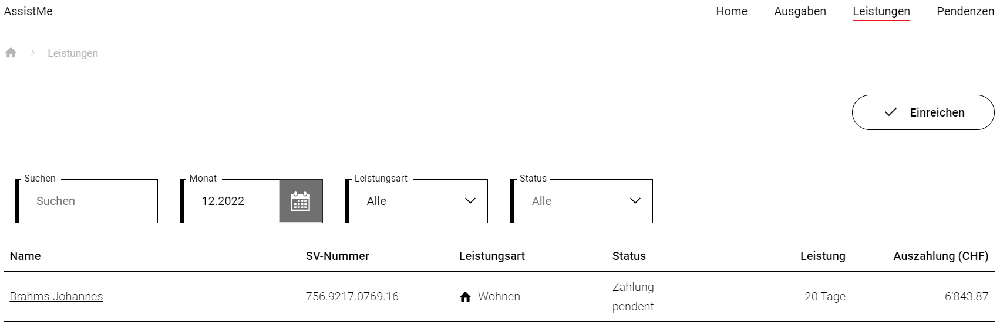 AssistMe
Home Ausgaben Leistungen Pendenzen
Leistungen
Einreichen
Suchen Monat Leistungsart Status
Suchen 12.2022 Alle Alle
Name SV-Nummer Leistungsart Status Leistung Auszahlung (CHF)
Brahms Johannes 756.9217.0769.16 Wohnen Zahlung pendent 20 Tage 6'843.87